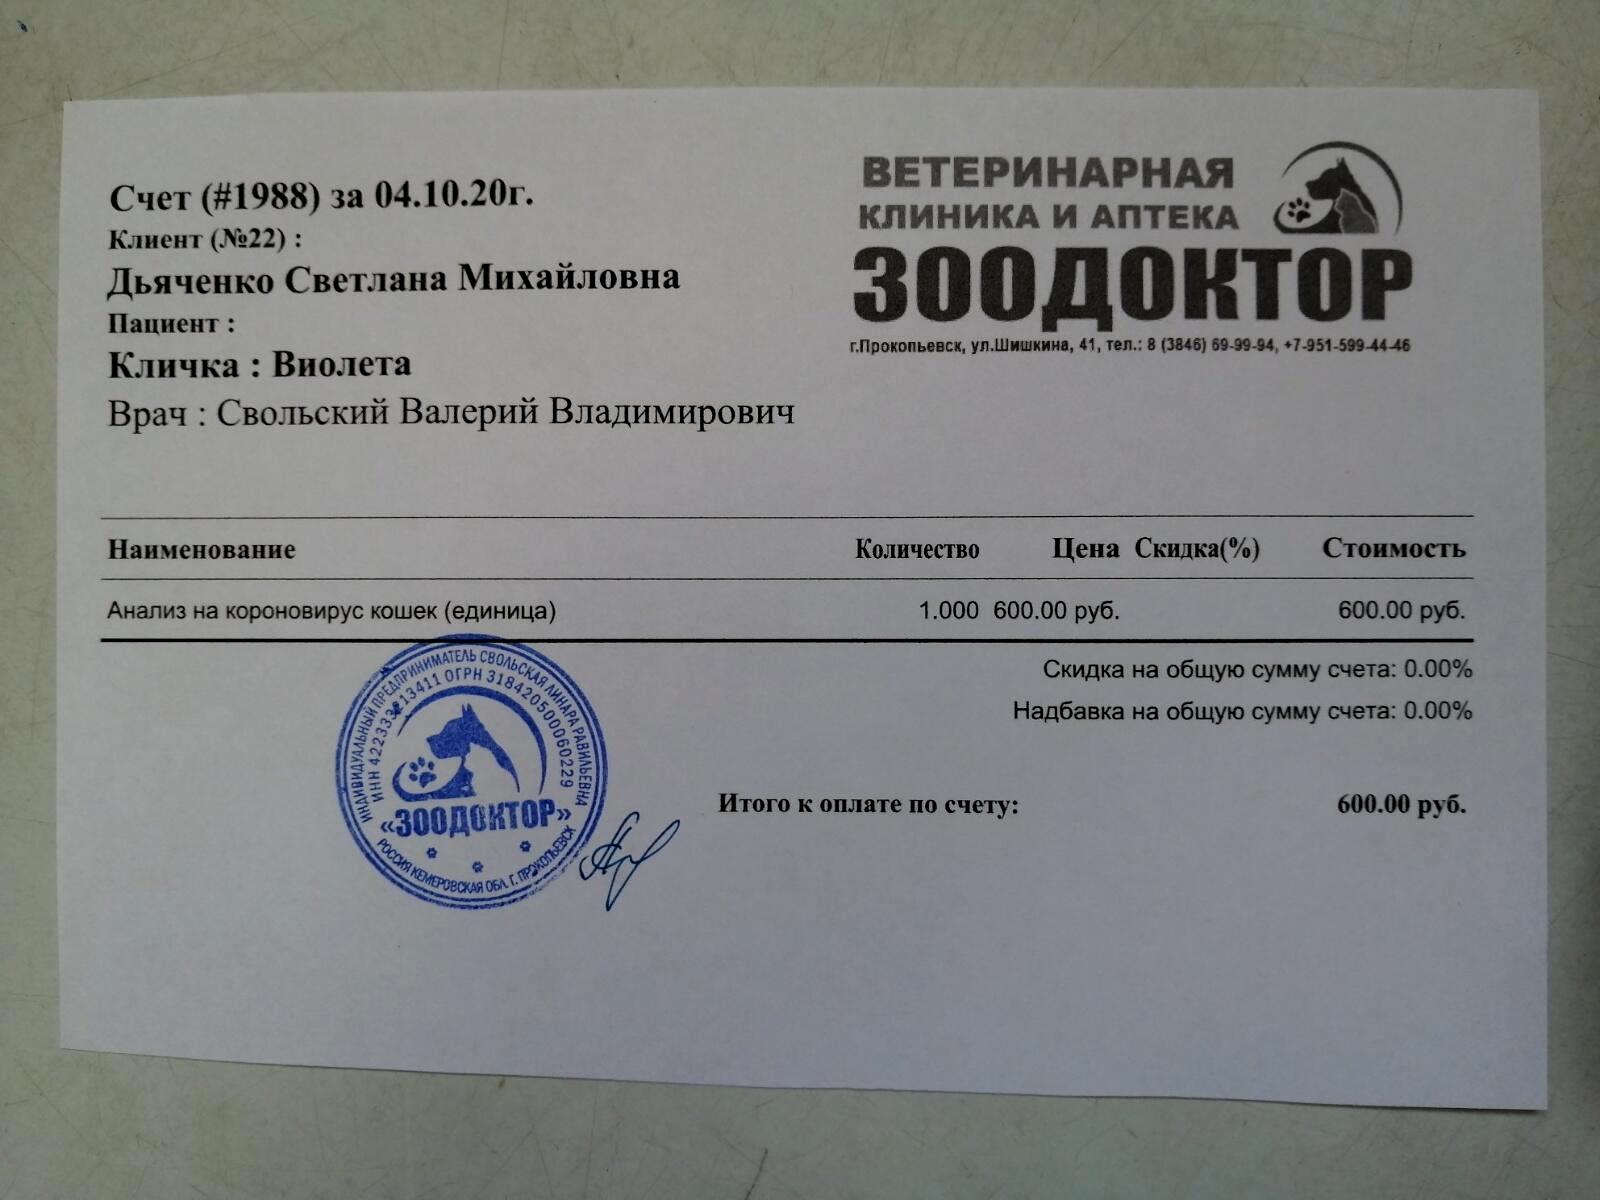 Счет (#1988) за 04.10.20г.
Клиент (№22) :
Дьяченко Светлана Михайловна
Пациент :
Кличка : Виолета
Врач : Свольский Валерий Владимирович
ВЕТЕРИНАРНАЯ
КЛИНИКА И АПТЕКА
ЗООДОКТОР
г.Прокопьевск, ул.Шишкина, 41, тел.: 8 (3846) 69-99-94, +7-951-599-44-46
Наименование Количество Цена Скидка(%) Стоимость
Анализ на короновирус кошек (единица) 1.000 600.00 руб. 600.00 руб.
Скидка на общую сумму счета: 0.00%
Надбавка на общую сумму счета: 0.00%
Итого к оплате по счету: 600.00 руб.
ИНДИВИДУАЛЬНЫЙ ПРЕДПРИНИМАТЕЛЬ СВОЛЬСКАЯ ЛИНАРА РАВИЛЬЕВНА
ИНН 422333213411 ОГРН 318420500060229
«ЗООДОКТОР»
РОССИЯ КЕМЕРОВСКАЯ ОБЛ. Г. ПРОКОПЬЕВСК